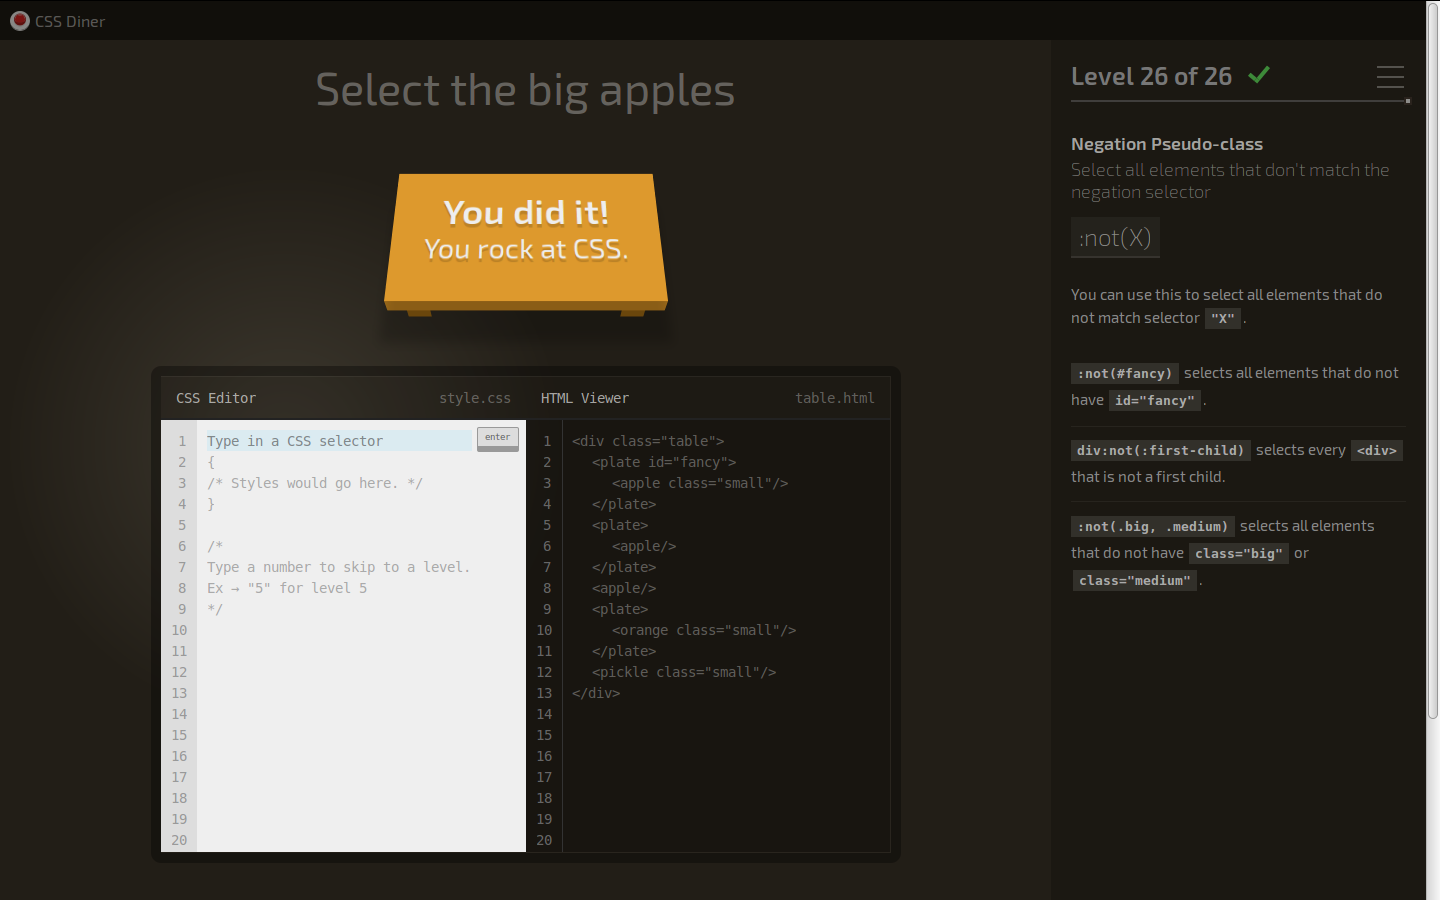 CSS Diner
Select the big apples
You did it!
You rock at CSS.
CSS Editor
style.css
1
2
3
4
5
6
7
8
9
10
11
12
13
14
15
16
17
18
19
20
Type in a CSS selector
enter
{
/* Styles would go here. */
}
/*
Type a number to skip to a level.
Ex → "5" for level 5
*/
HTML Viewer
table.html
1
2
3
4
5
6
7
8
9
10
11
12
13
14
15
16
17
18
19
20
<div class="table">
<plate id="fancy">
<apple class="small"/>
</plate>
<plate>
<apple/>
</plate>
<apple/>
<plate>
<orange class="small"/>
</plate>
<pickle class="small"/>
</div>
Level 26 of 26
Negation Pseudo-class
Select all elements that don't match the
negation selector
:not(X)
You can use this to select all elements that do
not match selector "X".
:not(#fancy) selects all elements that do not
have id="fancy".
div:not(:first-child) selects every <div>
that is not a first child.
:not(.big, .medium) selects all elements
that do not have class="big" or
class="medium".